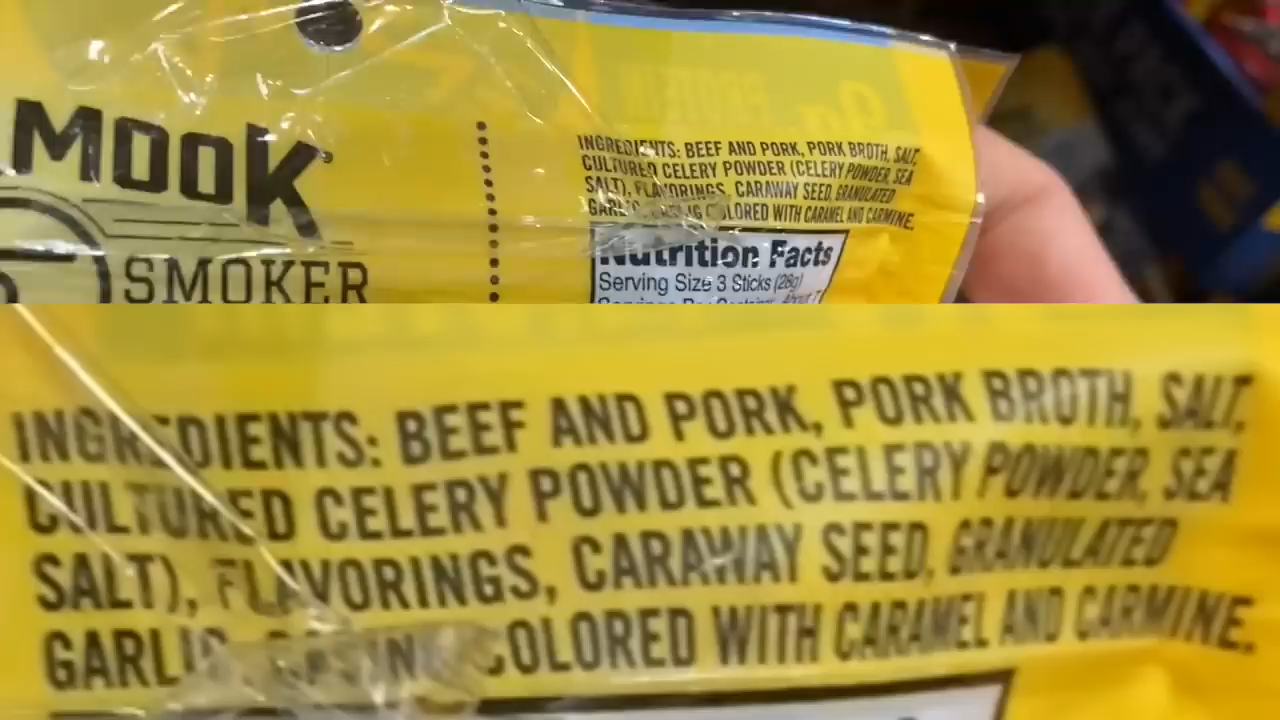 MOOK
SMOKER
INGREDIENTS: BEEF AND PORK, PORK BROTH, SALT,
CULTURED CELERY POWDER (CELERY POWDER, SEA
SALT), FLAVORINGS, CARAWAY SEED, GRANULATED
GARLIC. CASING COLORED WITH CARAMEL AND CARMINE.
Nutrition Facts
Serving Size 3 Sticks (28g)
INGREDIENTS: BEEF AND PORK, PORK BROTH, SALT,
CULTURED CELERY POWDER (CELERY POWDER, SEA
SALT), FLAVORINGS, CARAWAY SEED, GRANULATED
GARLIC. CASING COLORED WITH CARAMEL AND CARMINE.